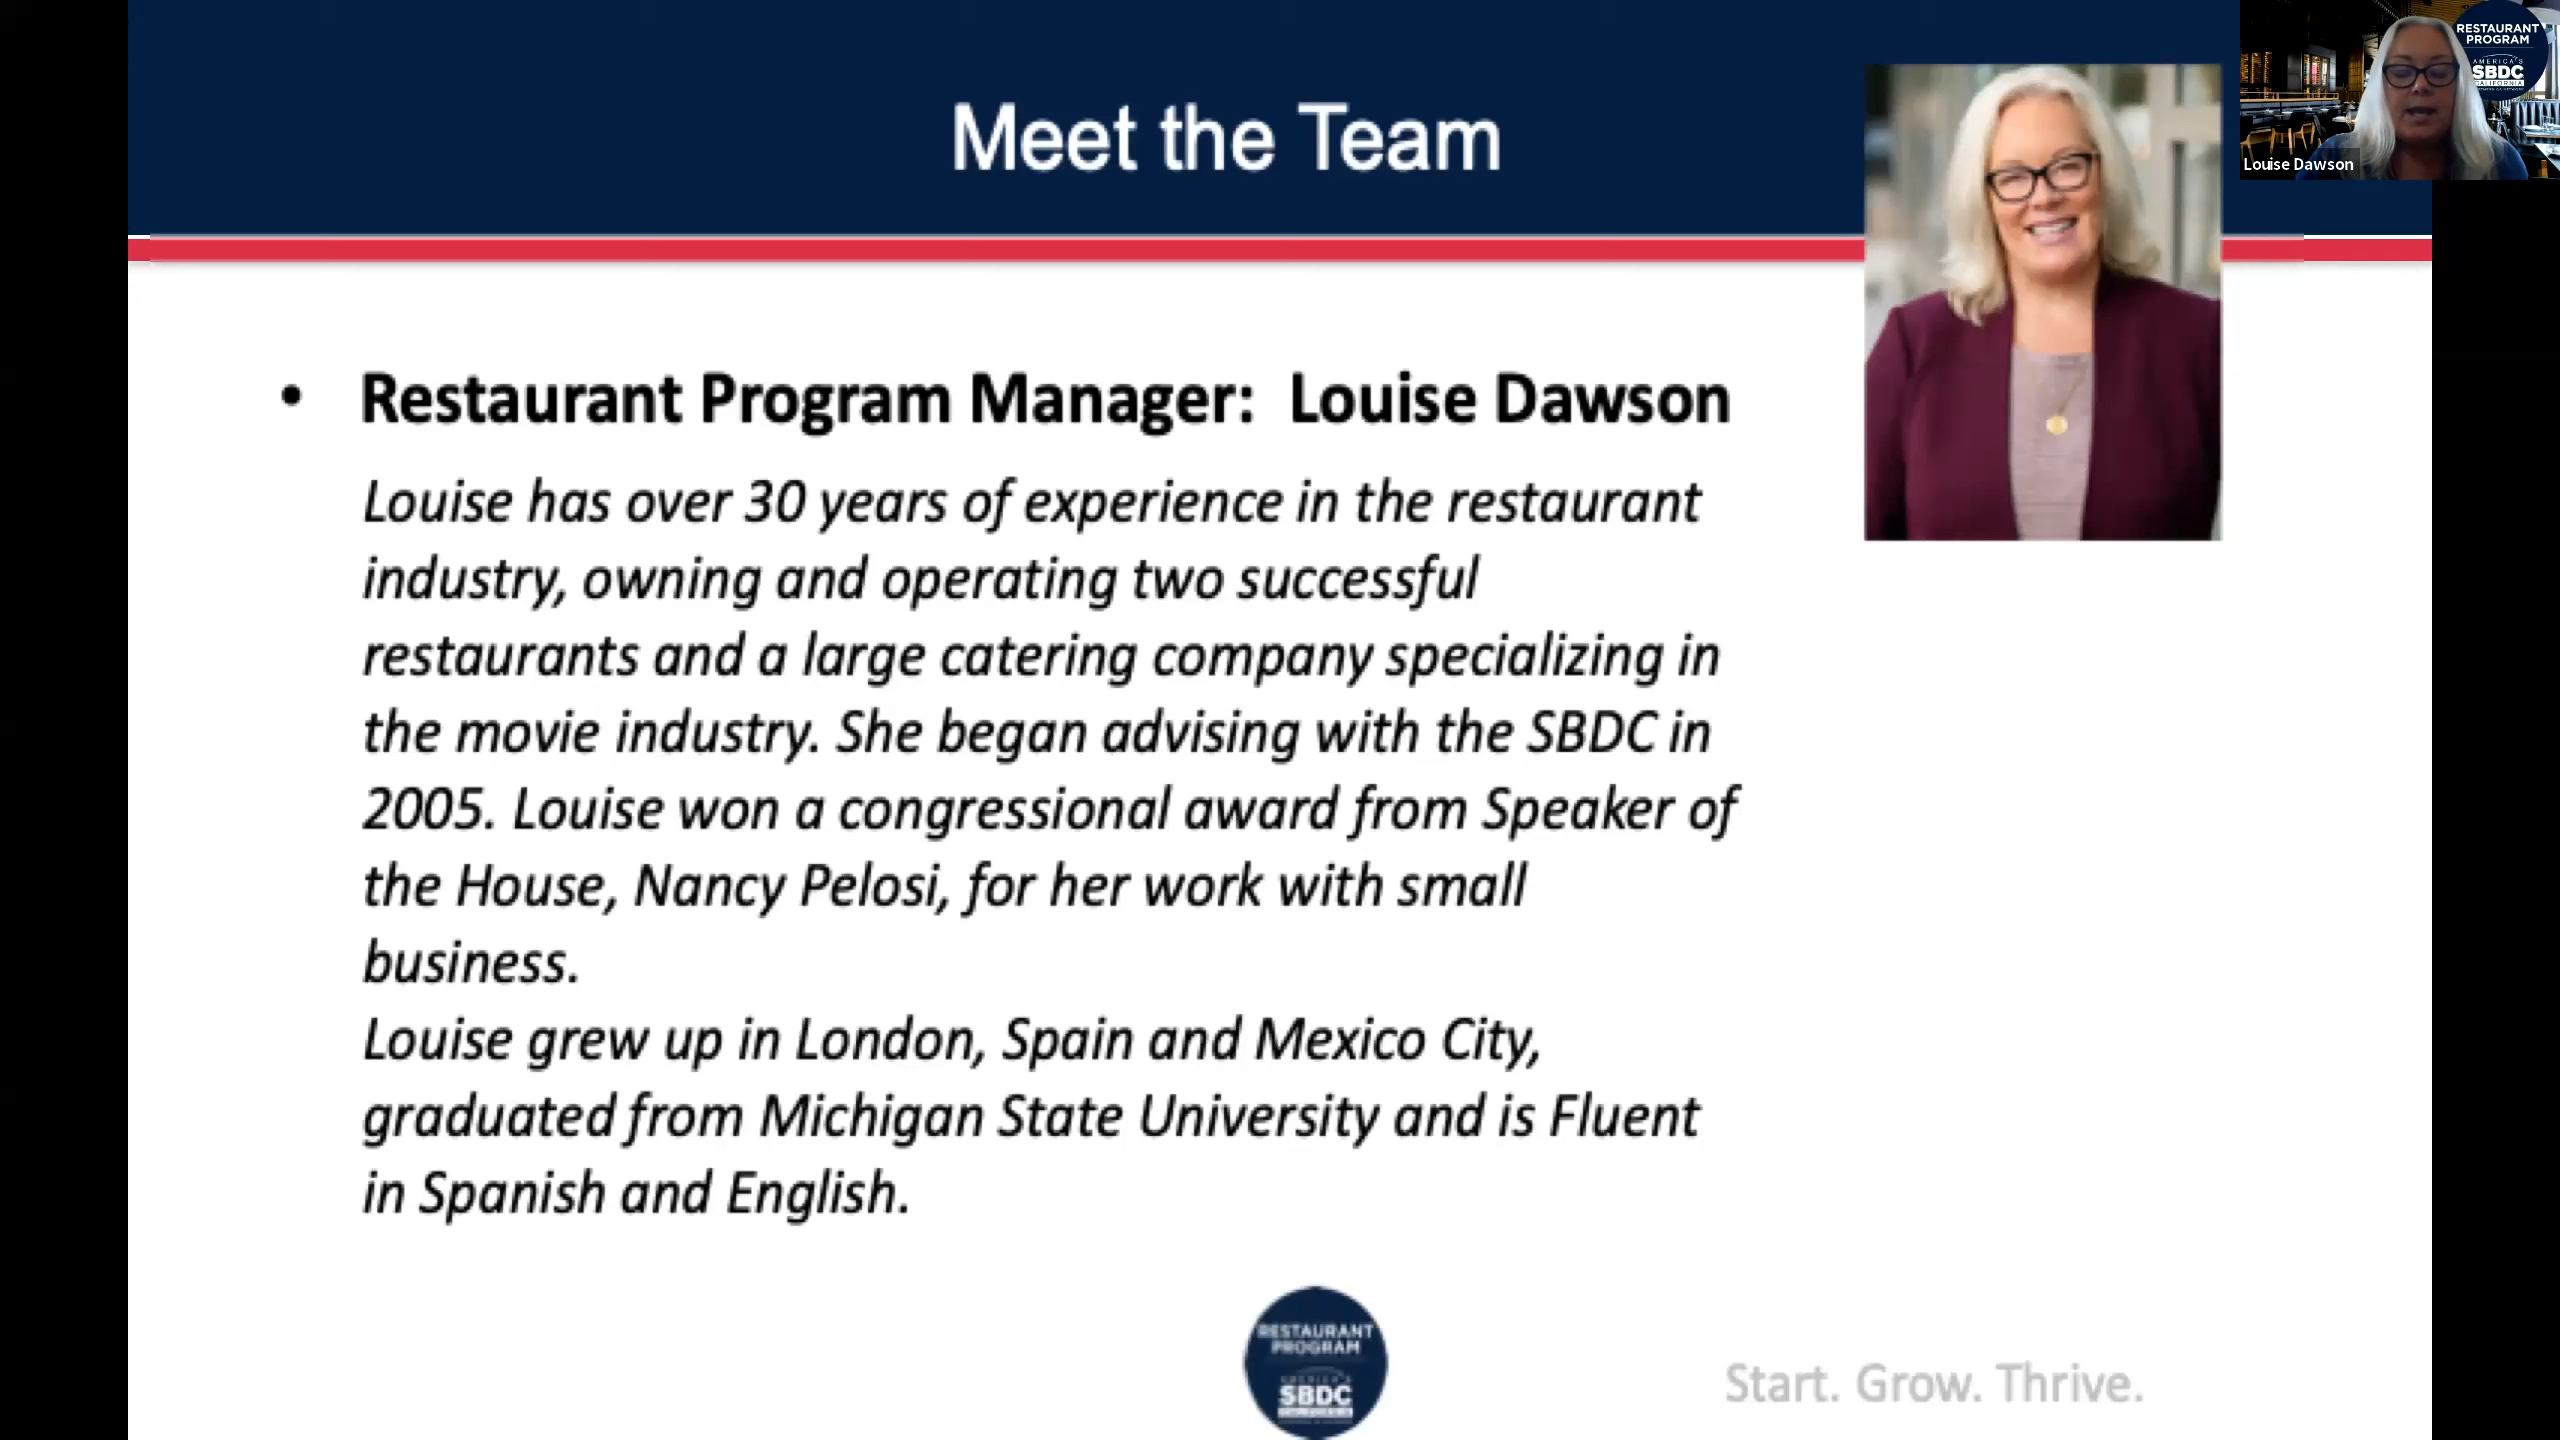 Meet the Team
RESTAURANT
PROGRAM
AMERICA'S
SBDC
CALIFORNIA
Louise Dawson
• Restaurant Program Manager: Louise Dawson
Louise has over 30 years of experience in the restaurant
industry, owning and operating two successful
restaurants and a large catering company specializing in
the movie industry. She began advising with the SBDC in
2005. Louise won a congressional award from Speaker of
the House, Nancy Pelosi, for her work with small
business.
Louise grew up in London, Spain and Mexico City,
graduated from Michigan State University and is Fluent
in Spanish and English.
RESTAURANT
PROGRAM
AMERICA'S
SBDC
Start. Grow. Thrive.